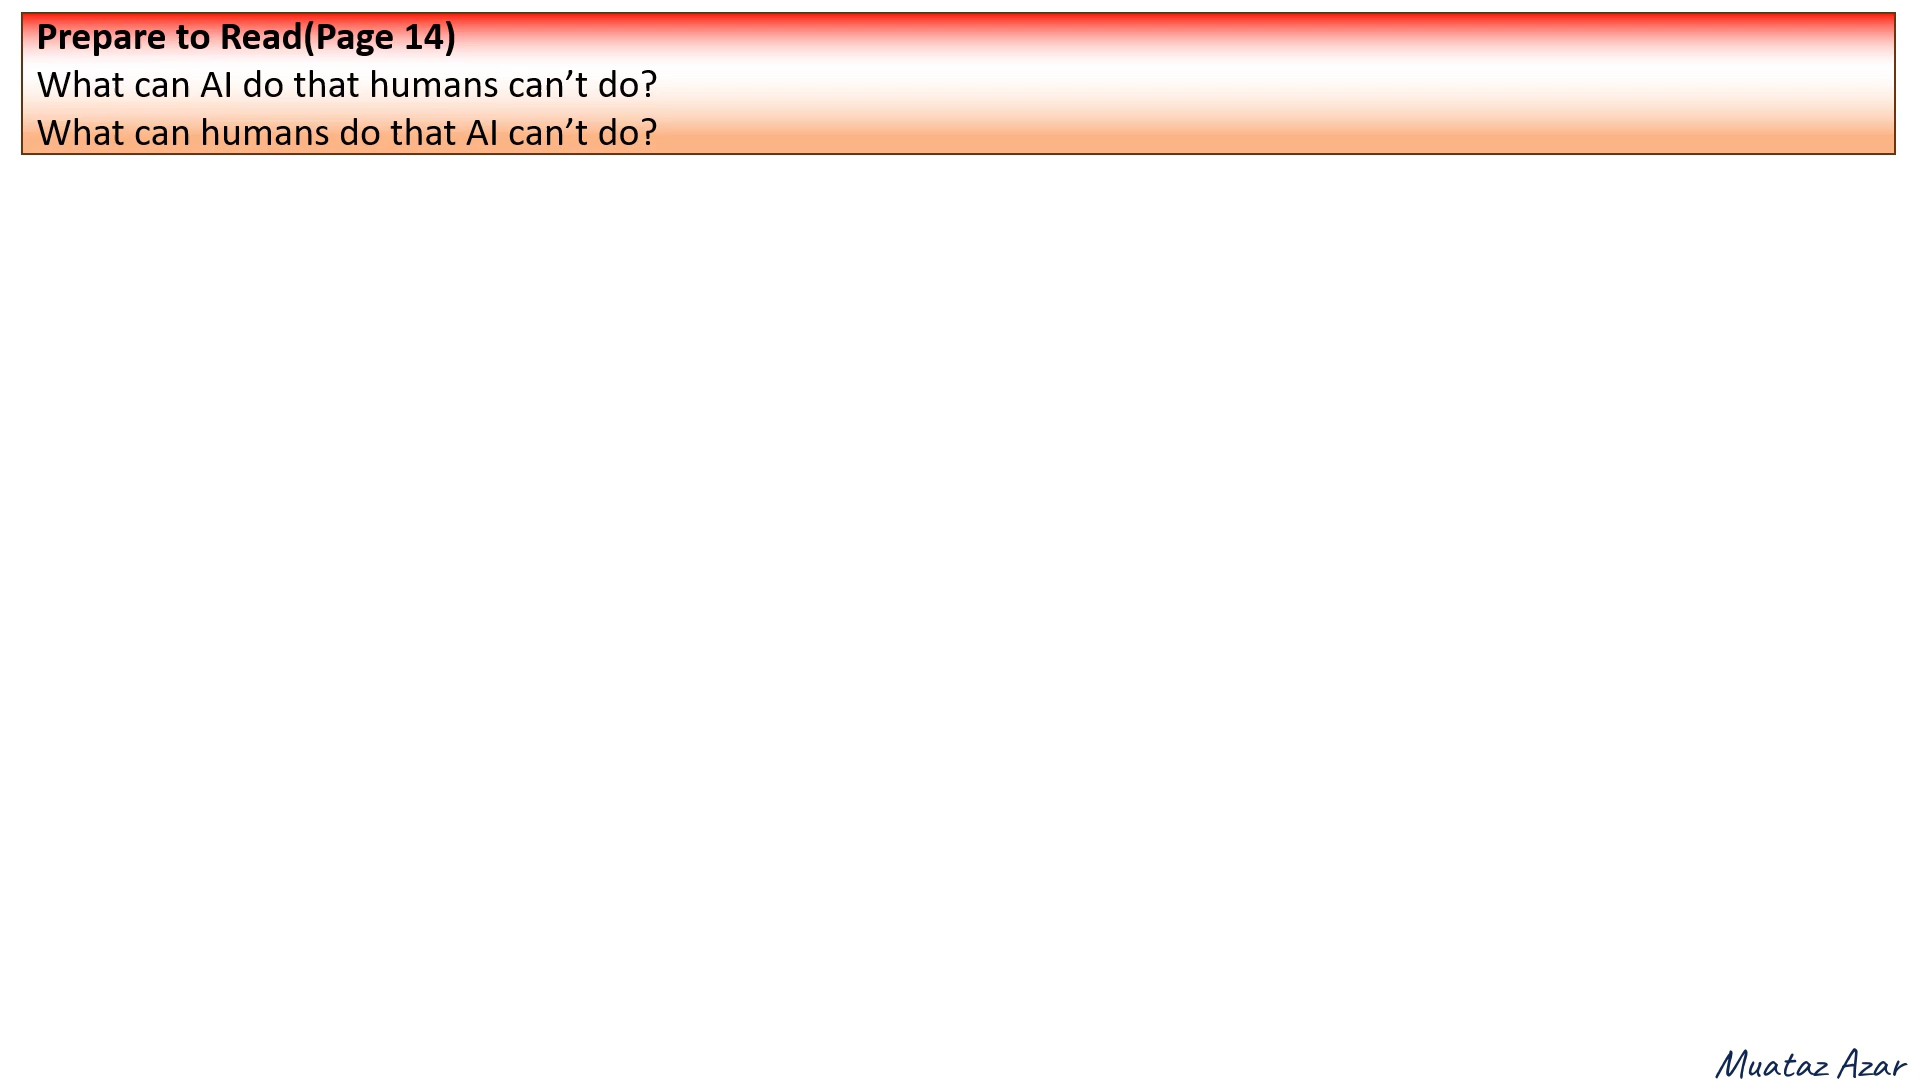 Prepare to Read(Page 14)
What can AI do that humans can’t do?
What can humans do that AI can’t do?
Muataz Azar